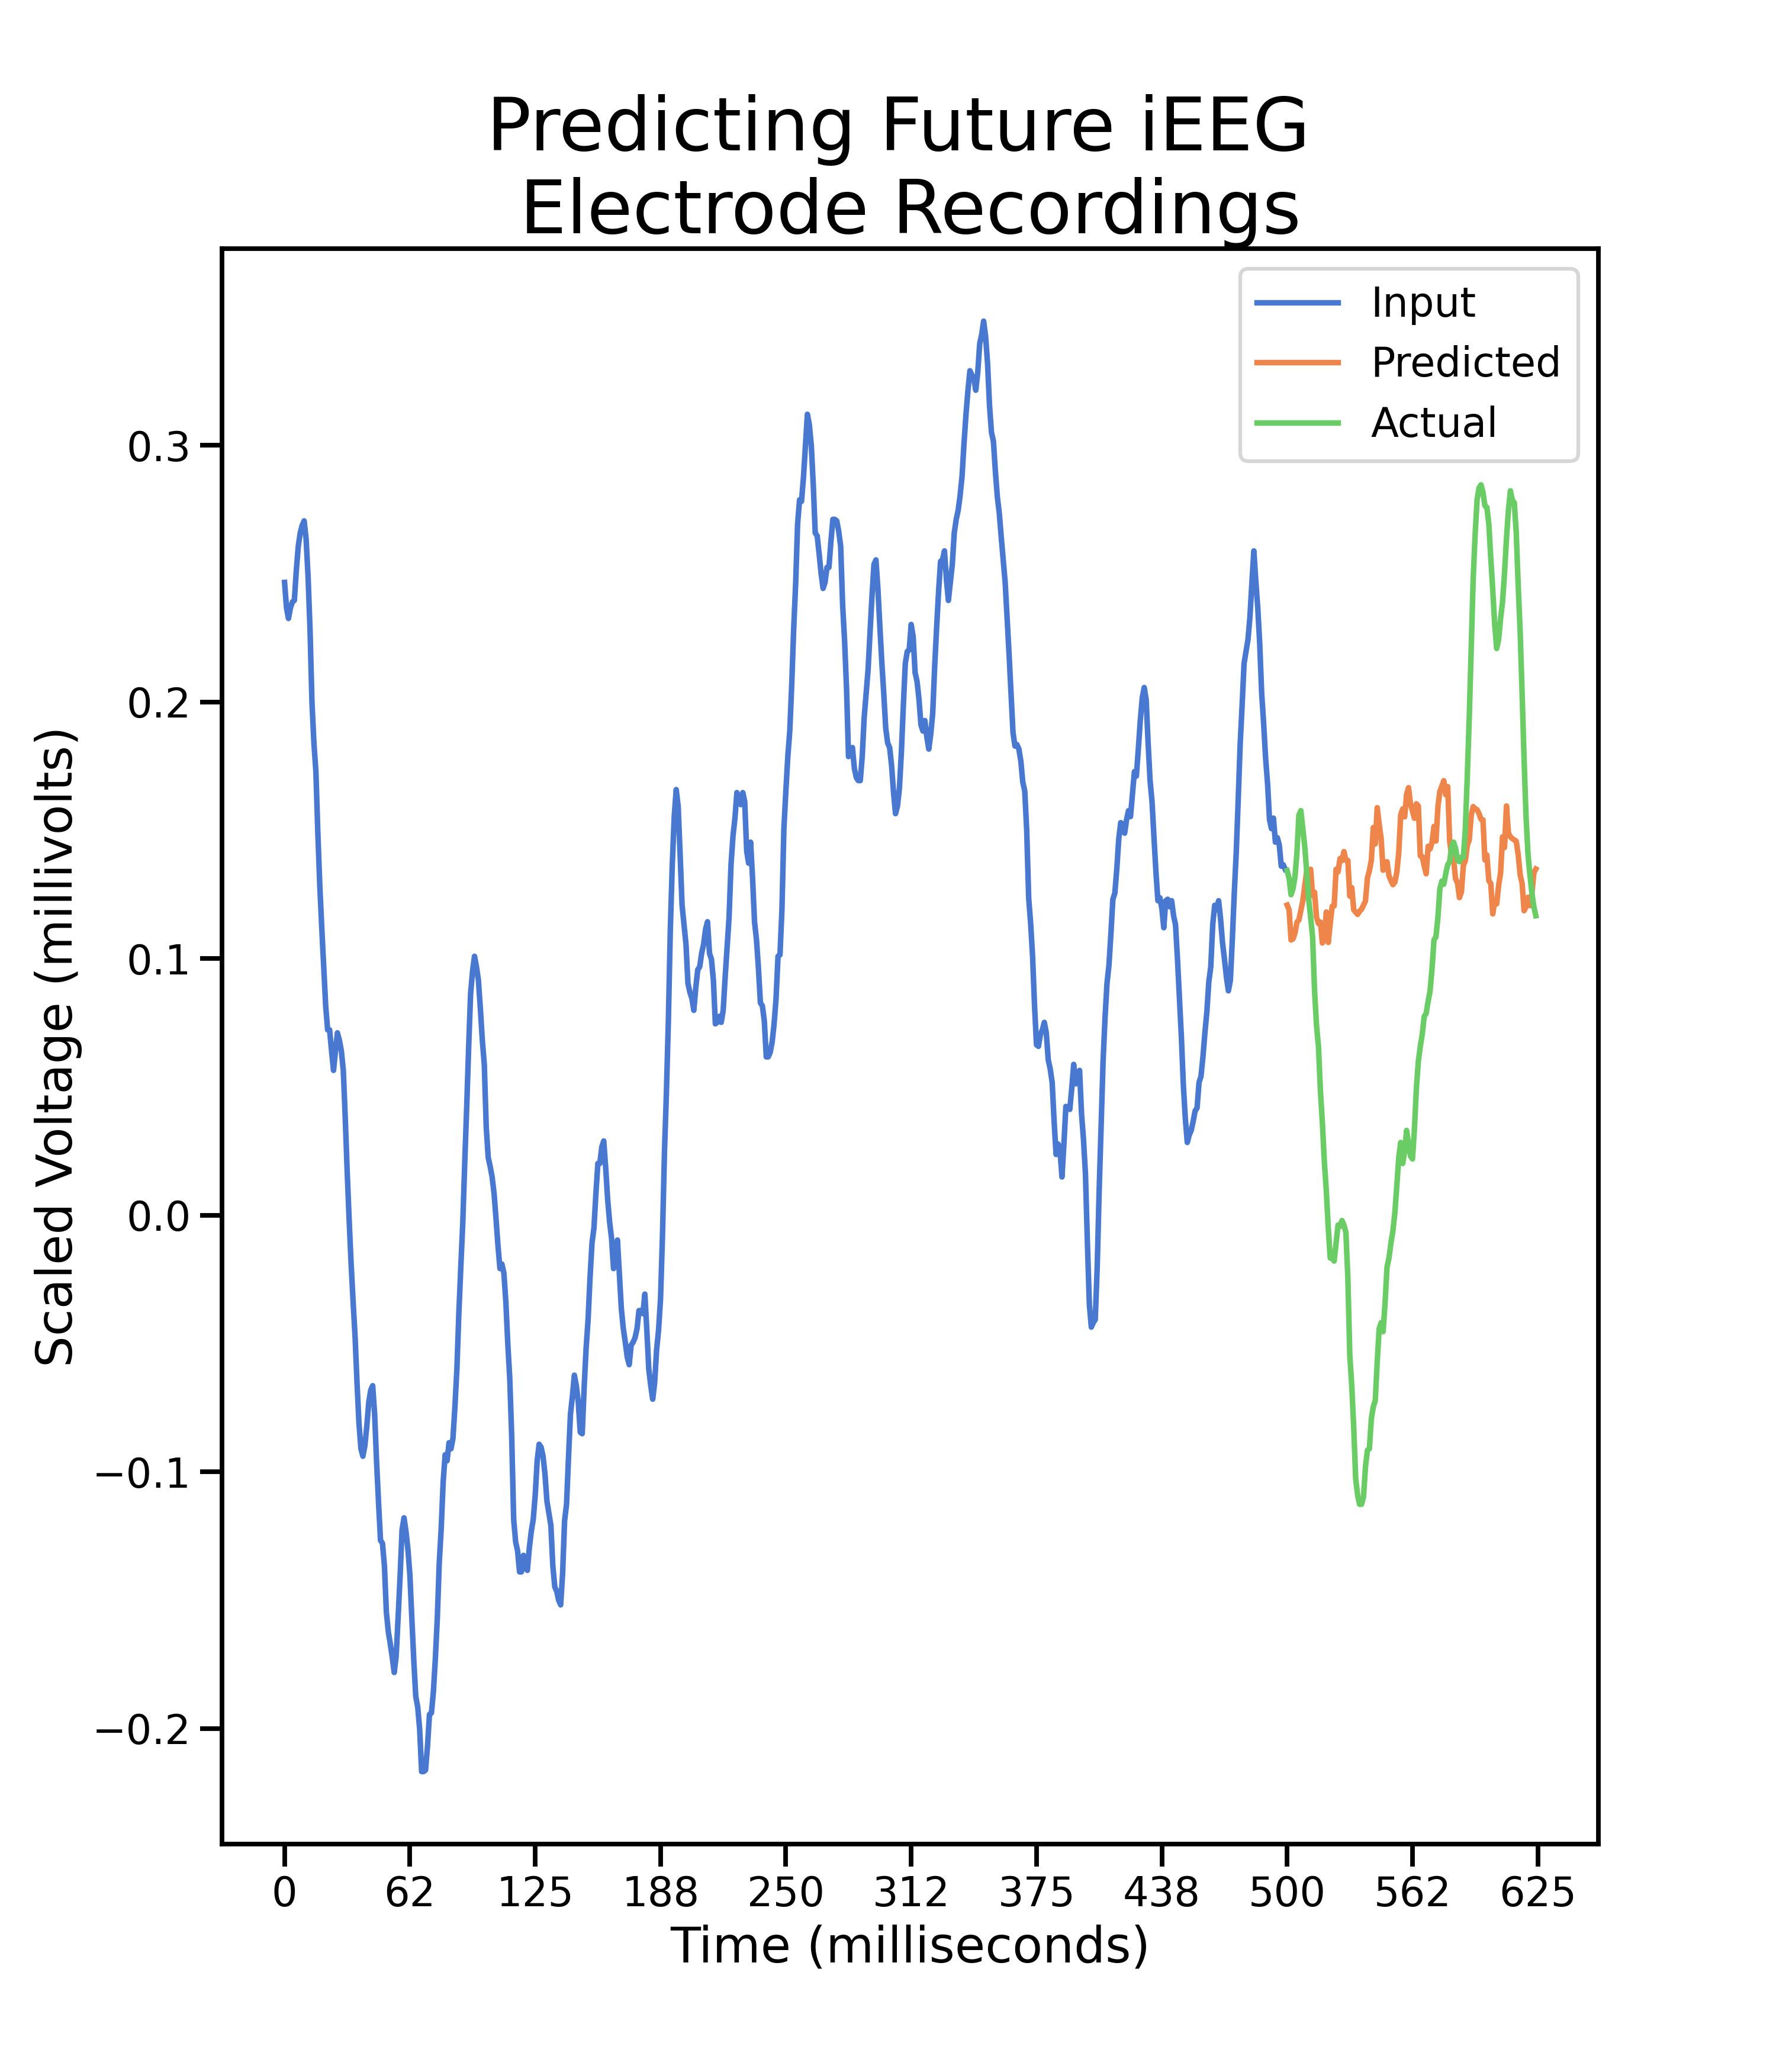 Predicting Future iEEG
Electrode Recordings
Input
Predicted
Actual
Scaled Voltage (millivolts)
0.3
0.2
0.1
0.0
−0.1
−0.2
0 62 125 188 250 312 375 438 500 562 625
Time (milliseconds)